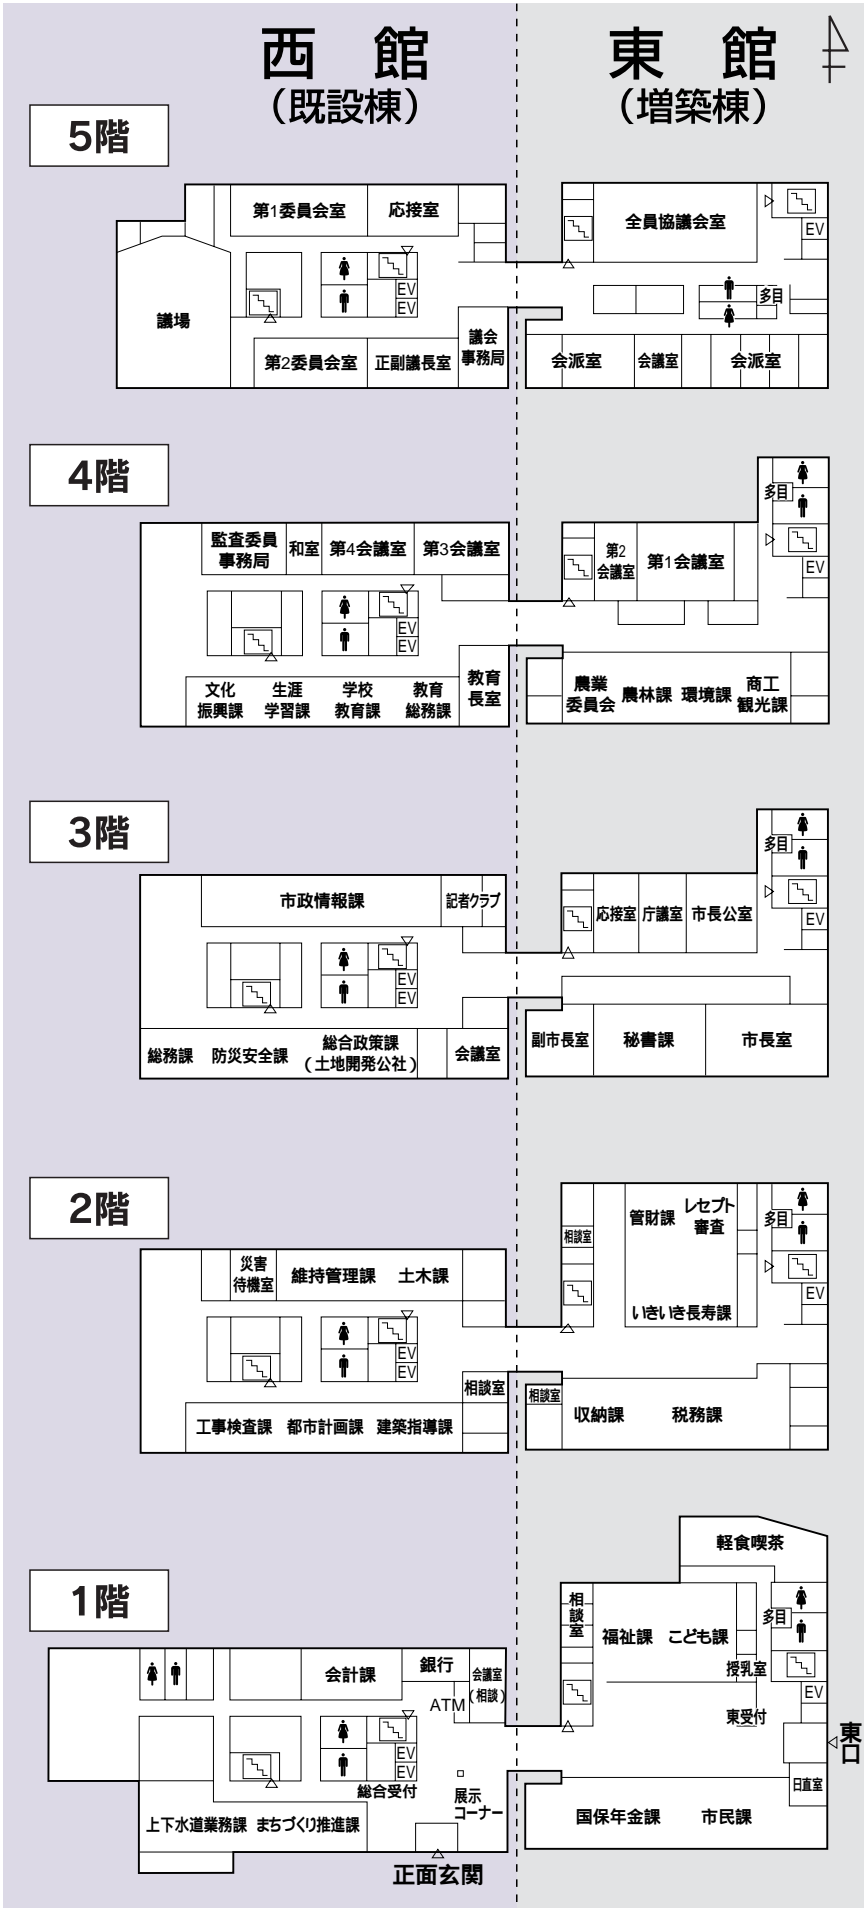 西館
（既設棟）
東館
（増築棟）
5階
第1委員会室
応接室
全員協議会室
EV
EV
EV
議場
多目
第2委員会室
正副議長室
議会
事務局
会派室
会議室
会派室
4階
多目
監査委員
事務局
和室
第4会議室
第3会議室
第2
会議室
第1会議室
EV
EV
EV
教育
長室
文化
振興課
生涯
学習課
学校
教育課
教育
総務課
農業
委員会
農林課
環境課
商工
観光課
3階
多目
市政情報課
記者クラブ
応接室
庁議室
市長公室
EV
EV
EV
総務課
防災安全課
総合政策課
（土地開発公社）
会議室
副市長室
秘書課
市長室
2階
管財課
レセプト
審査
多目
相談室
災害
待機室
維持管理課
土木課
EV
いきいき長寿課
EV
EV
相談室
相談室
工事検査課
都市計画課
建築指導課
収納課
税務課
1階
軽食喫茶
相談室
多目
福祉課
こども課
会計課
銀行
会議室
（相談）
授乳室
ATM
EV
東受付
EV
EV
東口
総合受付
展示
コーナー
日直室
上下水道業務課
まちづくり推進課
国保年金課
市民課
正面玄関